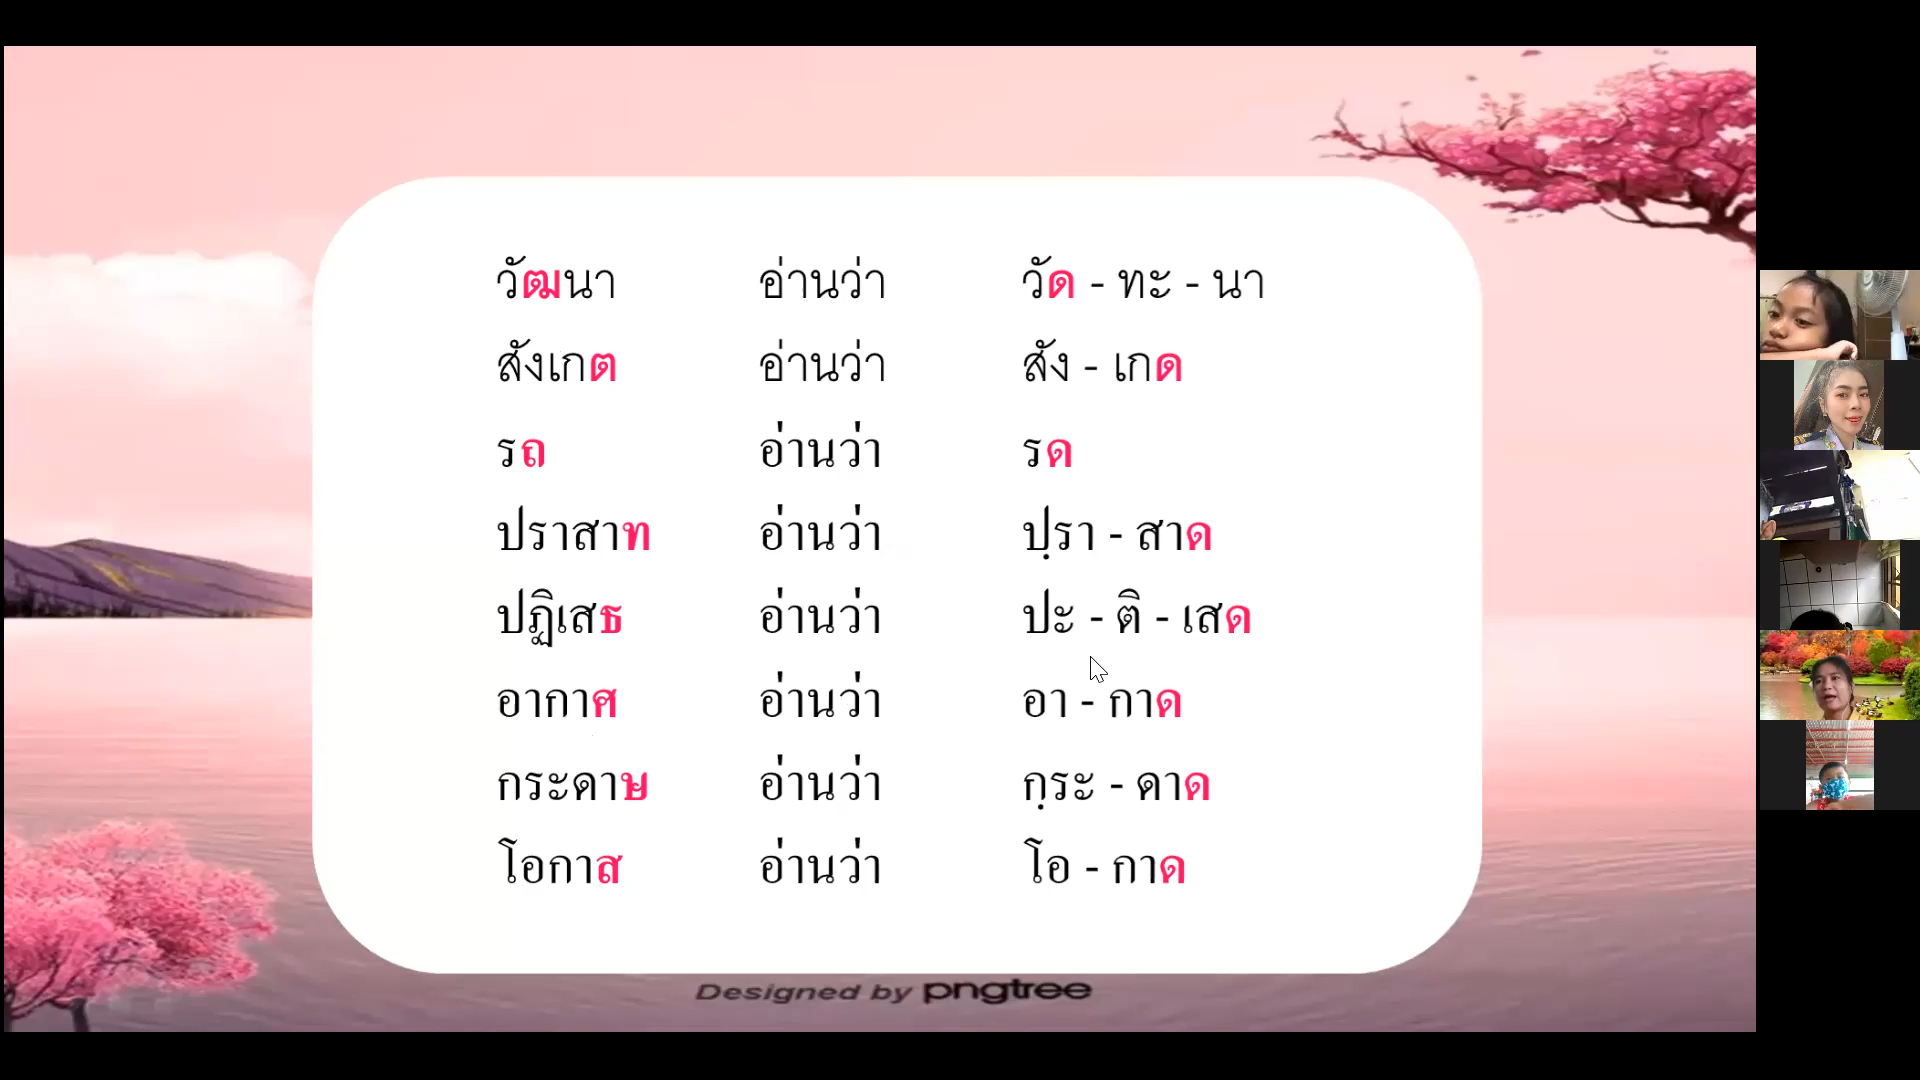 วัฒนา อ่านว่า วัด - ทะ - นา
สังเกต อ่านว่า สัง - เกด
รถ อ่านว่า รด
ปราสาท อ่านว่า ปฺรา - สาด
ปฏิเสธ อ่านว่า ปะ - ติ - เสด
อากาศ อ่านว่า อา - กาด
กระดาษ อ่านว่า กฺระ - ดาด
โอกาส อ่านว่า โอ - กาด
Designed by pngtree